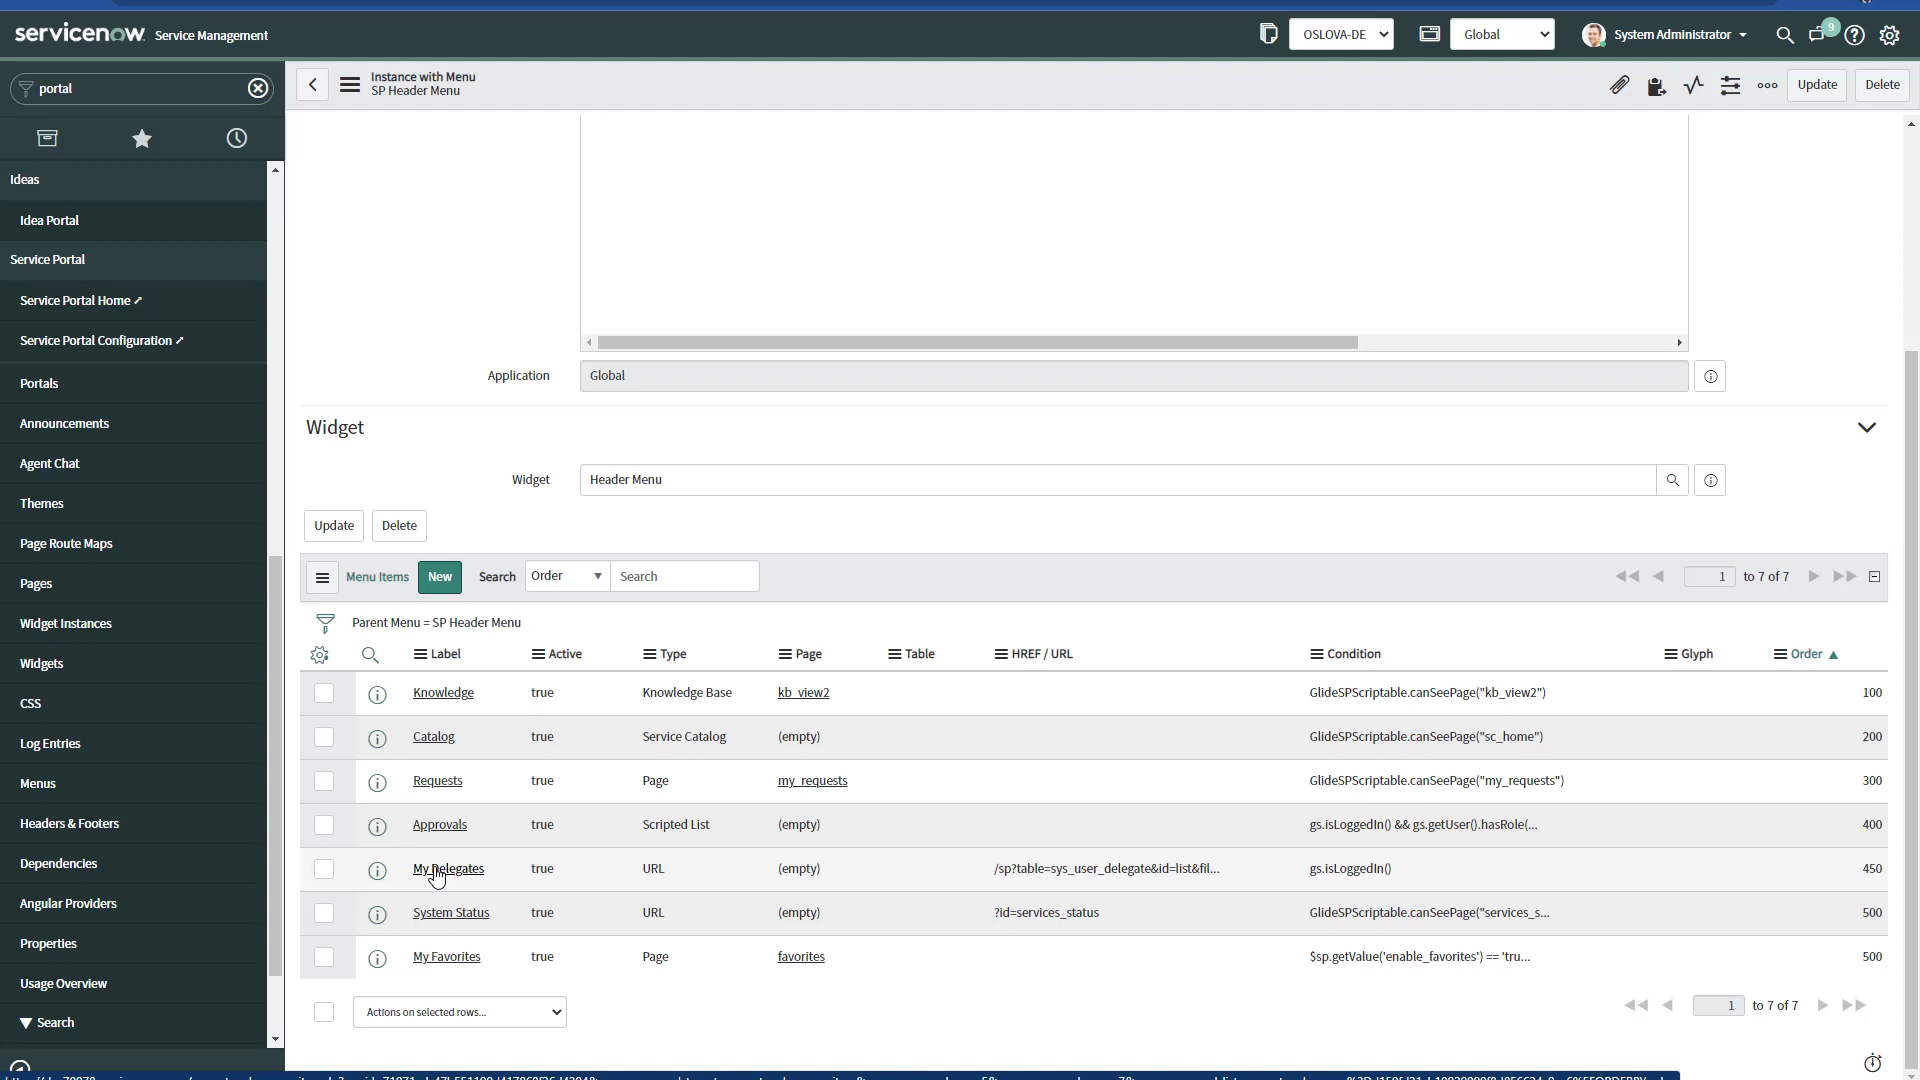 servicenow Service Management
OSLOVA-DE
Global
System Administrator
9
portal
Instance with Menu
SP Header Menu
Update
Delete
Ideas
Idea Portal
Service Portal
Service Portal Home
Service Portal Configuration
Portals
Announcements
Agent Chat
Themes
Page Route Maps
Pages
Widget Instances
Widgets
CSS
Log Entries
Menus
Headers & Footers
Dependencies
Angular Providers
Properties
Usage Overview
Search
Application Global
Widget
Widget Header Menu
Update Delete
Menu Items New Search Order Search 1 to 7 of 7
Parent Menu = SP Header Menu
Label Active Type Page Table HREF / URL Condition Glyph Order
Knowledge true Knowledge Base kb_view2 GlideSPScriptable.canSeePage("kb_view2") 100
Catalog true Service Catalog (empty) GlideSPScriptable.canSeePage("sc_home") 200
Requests true Page my_requests GlideSPScriptable.canSeePage("my_requests") 300
Approvals true Scripted List (empty) gs.isLoggedIn() && gs.getUser().hasRole(... 400
My Delegates true URL (empty) /sp?table=sys_user_delegate&id=list&fil... gs.isLoggedIn() 450
System Status true URL (empty) ?id=services_status GlideSPScriptable.canSeePage("services_s... 500
My Favorites true Page favorites $sp.getValue('enable_favorites') == 'tru... 500
Actions on selected rows... 1 to 7 of 7